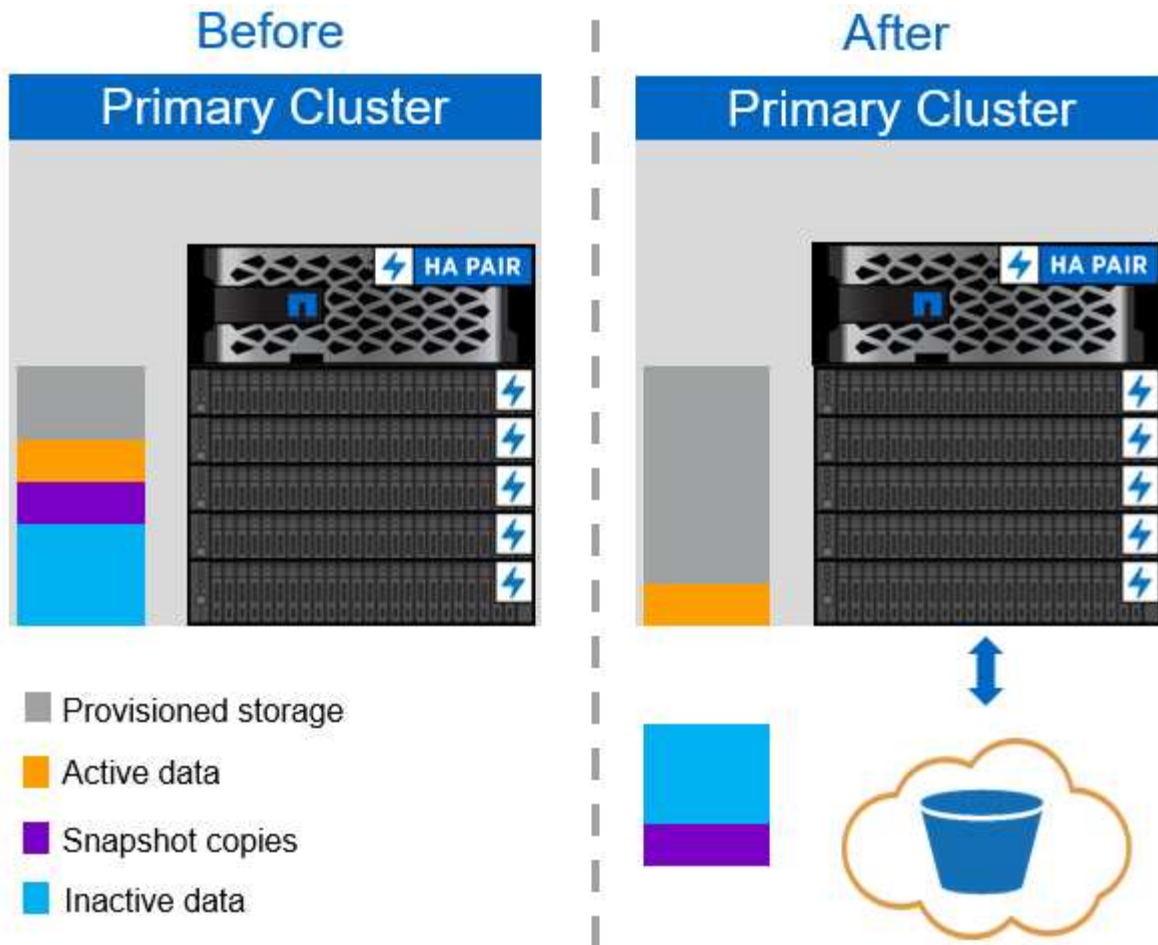 Before
Primary Cluster
HA PAIR
Provisioned storage
Active data
Snapshot copies
Inactive data
After
Primary Cluster
HA PAIR